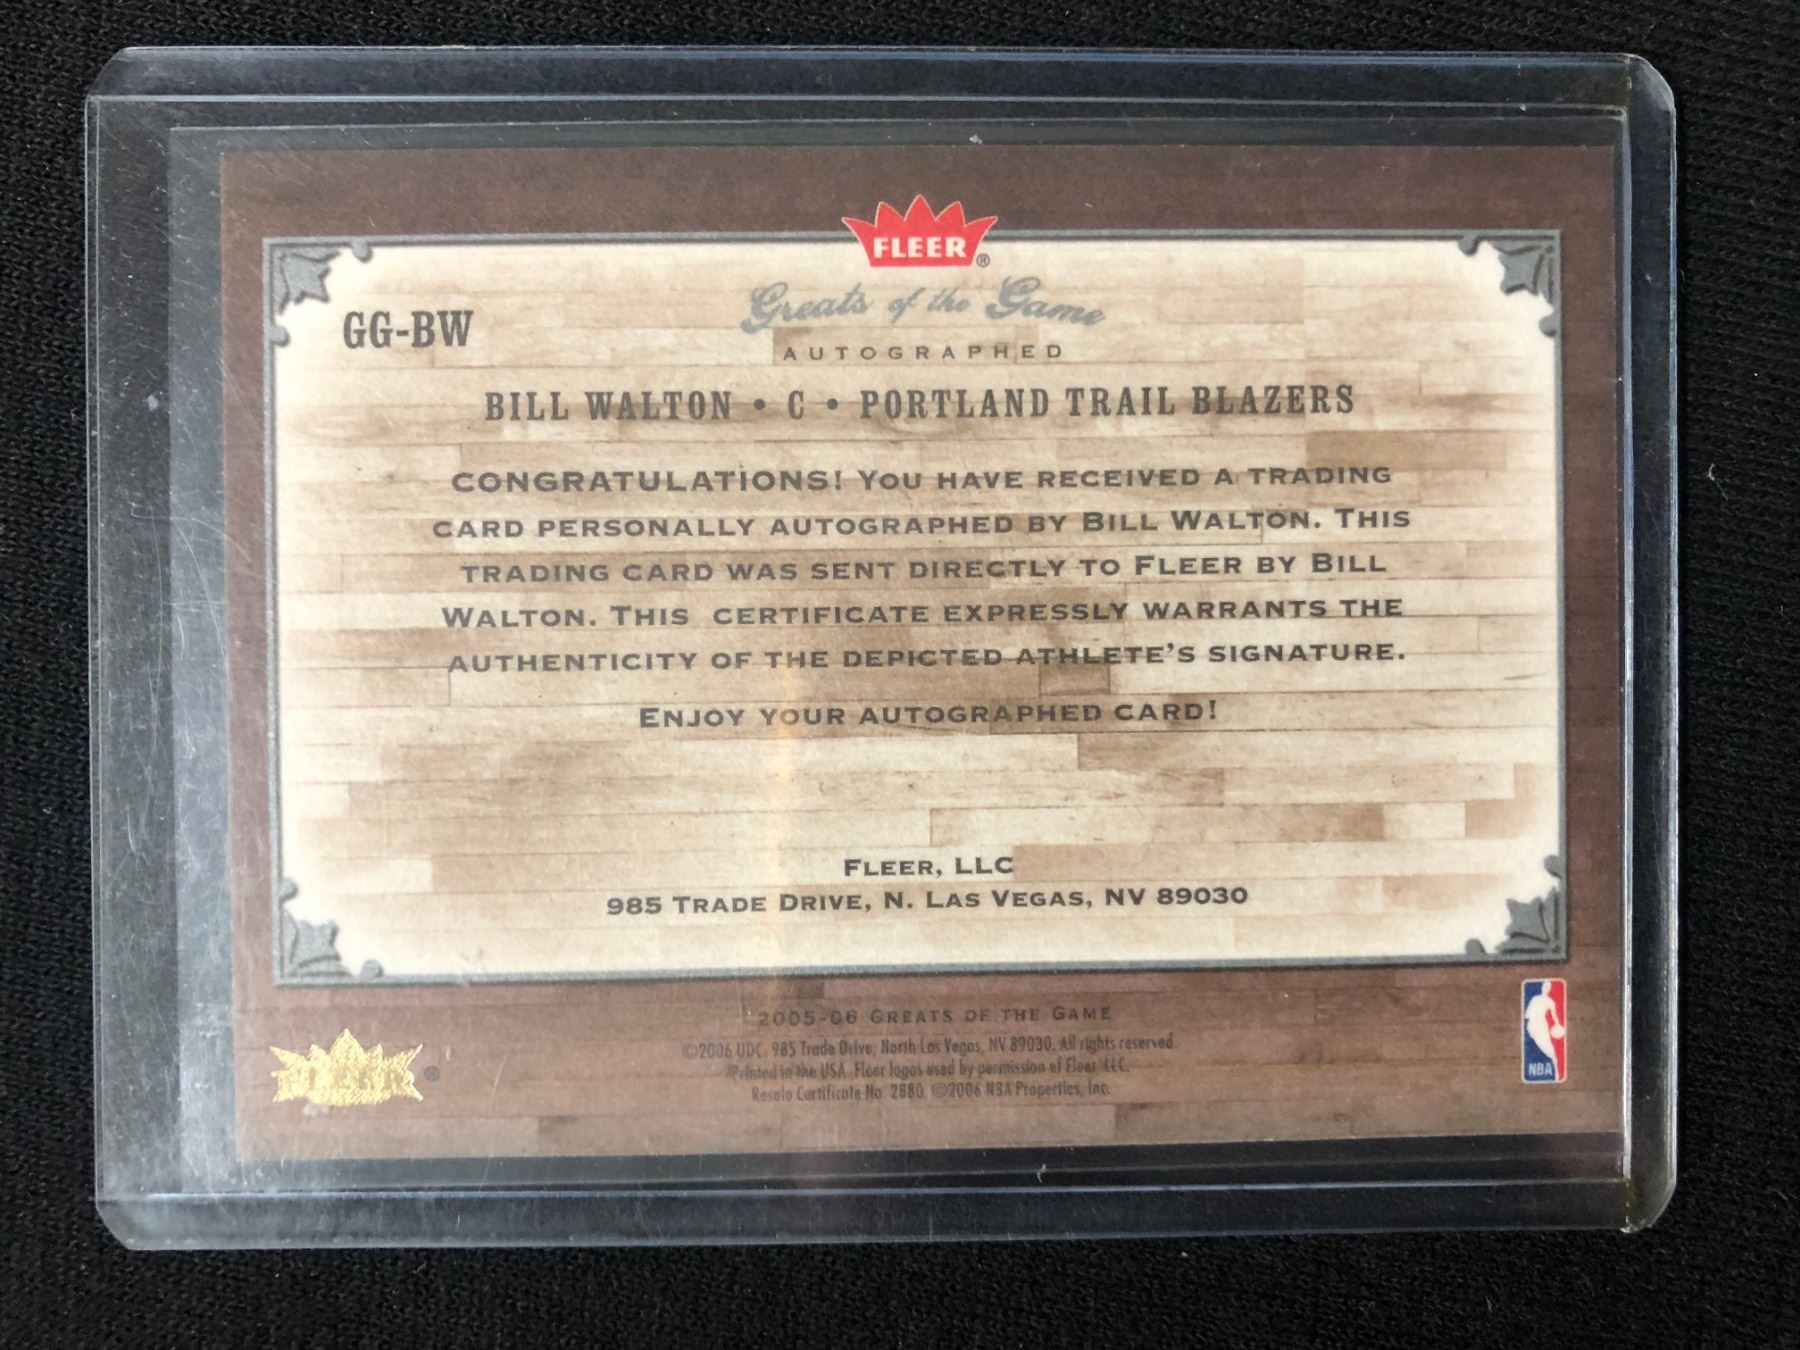 FLEER®
GG-BW
Greats of the Game
AUTOGRAPHED
BILL WALTON • C • PORTLAND TRAIL BLAZERS
CONGRATULATIONS! YOU HAVE RECEIVED A TRADING
CARD PERSONALLY AUTOGRAPHED BY BILL WALTON. THIS
TRADING CARD WAS SENT DIRECTLY TO FLEER BY BILL
WALTON. THIS CERTIFICATE EXPRESSLY WARRANTS THE
AUTHENTICITY OF THE DEPICTED ATHLETE'S SIGNATURE.
ENJOY YOUR AUTOGRAPHED CARD!
FLEER, LLC
985 TRADE DRIVE, N. LAS VEGAS, NV 89030
2005-06 GREATS OF THE GAME
©2006 UDC. 985 Trade Drive, North Las Vegas, NV 89030. All rights reserved.
Printed in the USA. Fleer logos used by permission of Fleer LLC.
Resale Certificate No. 2880. ©2006 NBA Properties, Inc.
FLEER®
NBA